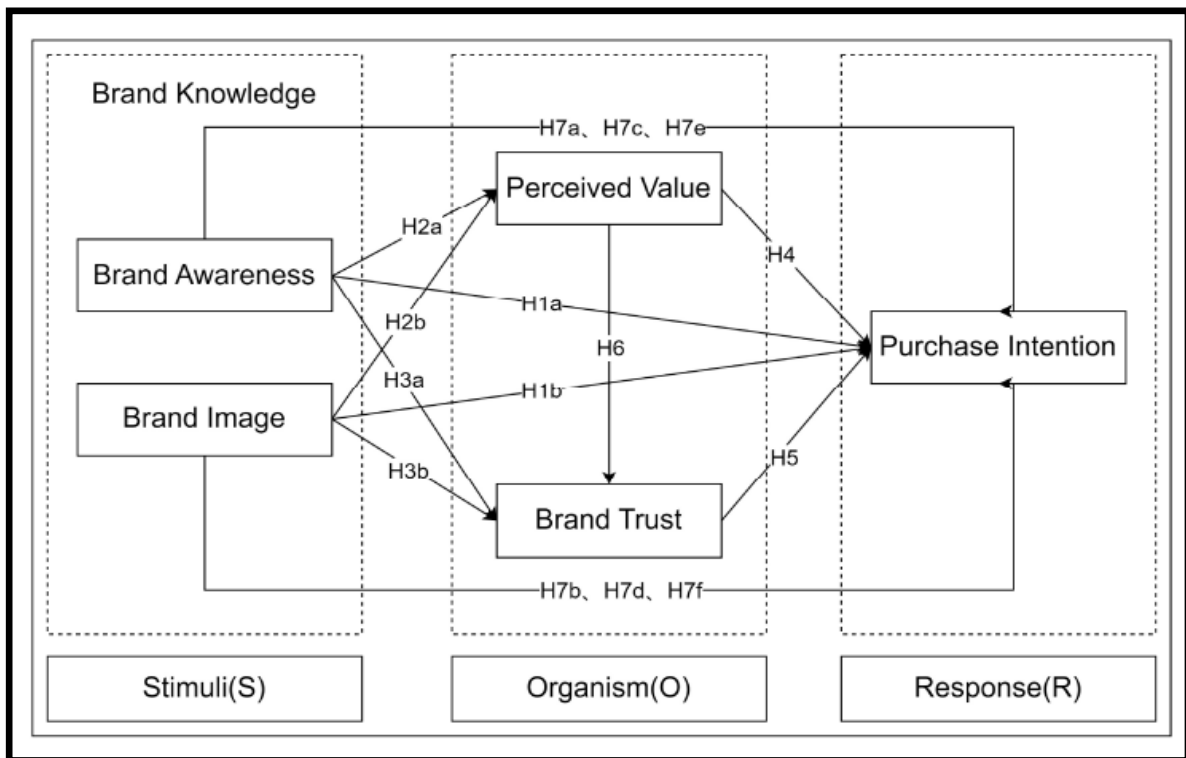 Brand Knowledge
H7a、H7c、H7e
Perceived Value
H2a
H4
Brand Awareness
H1a
H2b
Purchase Intention
H6
H3a
H1b
Brand Image
H5
H3b
Brand Trust
H7b、H7d、H7f
Stimuli(S)
Organism(O)
Response(R)